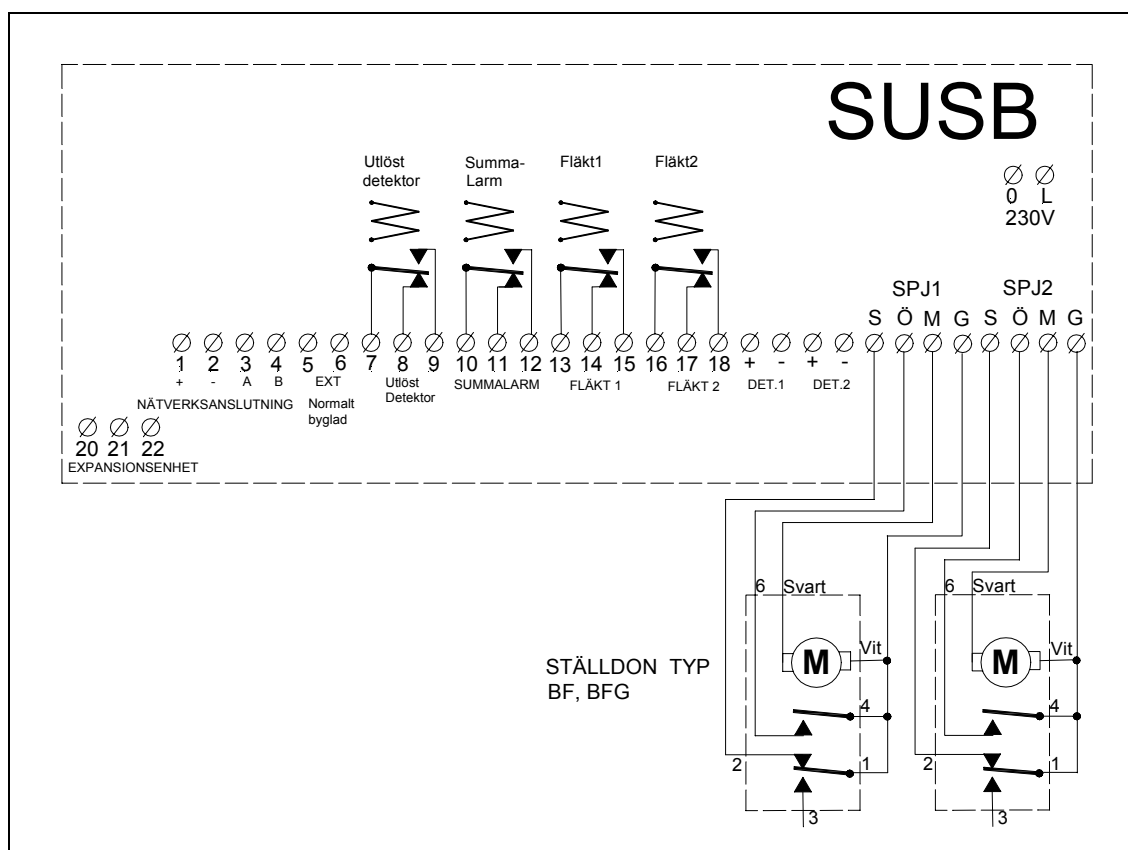 SUSB
Utlöst
detektor
Summa-
Larm
Fläkt1
Fläkt2
0 L
230V
SPJ1 SPJ2
S Ö M G S Ö M G
1 2 3 4 5 6 7 8 9 10 11 12 13 14 15 16 17 18 + - + -
+ - A B EXT Utlöst
Detektor SUMMALARM FLÄKT 1 FLÄKT 2 DET.1 DET.2
NÄTVERKSANSLUTNING Normalt
byglad
20 21 22
EXPANSIONSENHET
6 Svart 6 Svart
M Vit M Vit
STÄLLDON TYP
BF, BFG
4 4
2 1 2 1
3 3